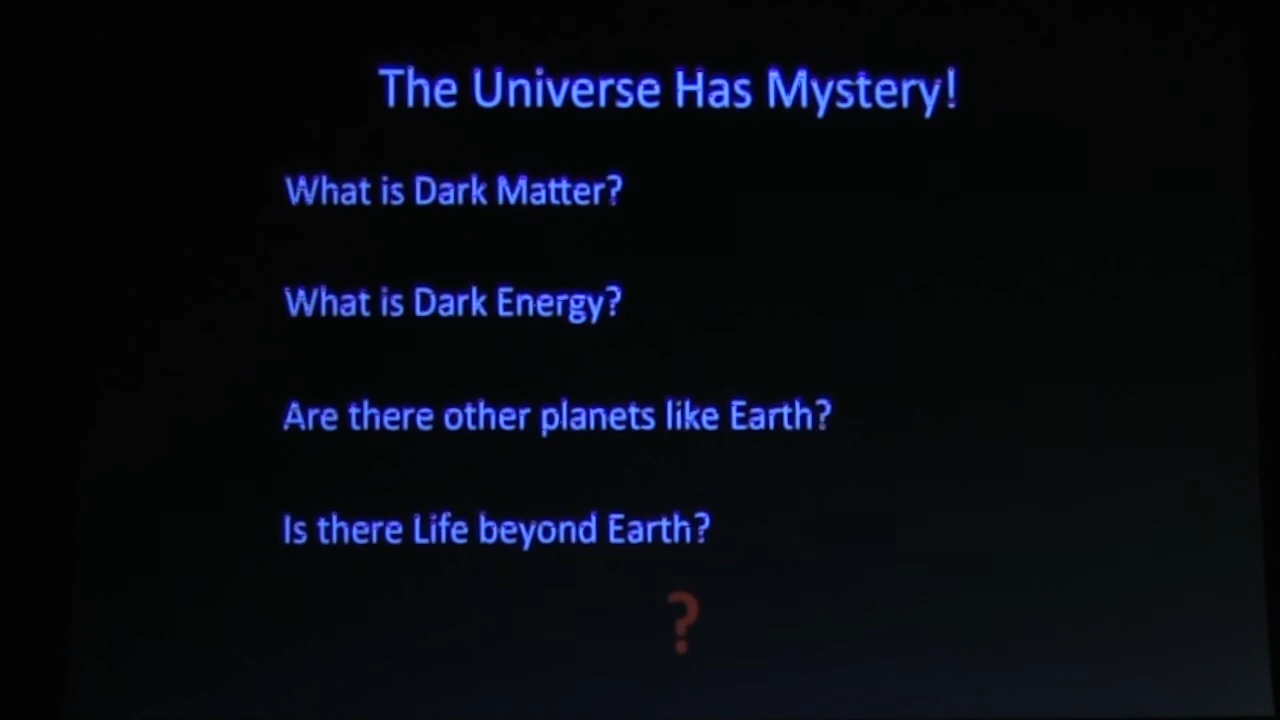 The Universe Has Mystery!
What is Dark Matter?
What is Dark Energy?
Are there other planets like Earth?
Is there Life beyond Earth?
?